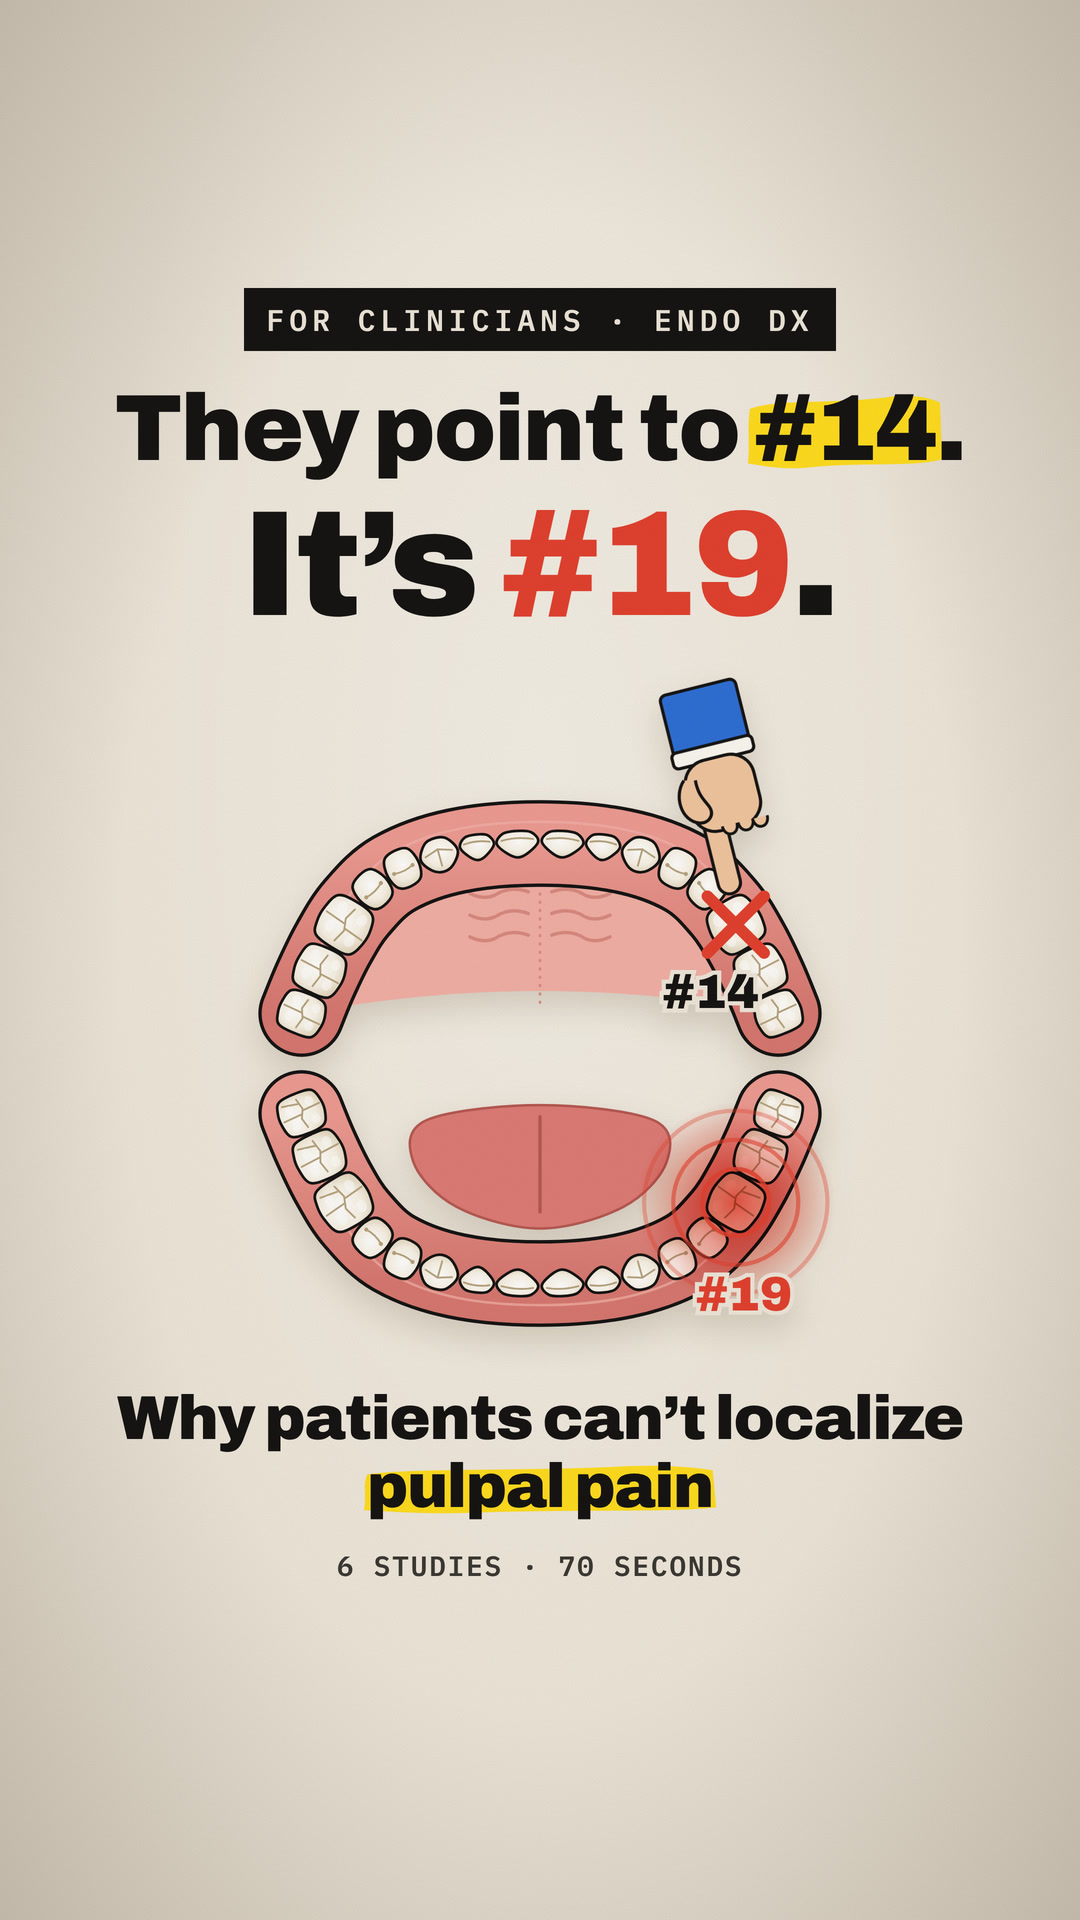 FOR CLINICIANS · ENDO DX
They point to #14.
It’s #19.
#14
#19
Why patients can’t localize
pulpal pain
6 STUDIES · 70 SECONDS